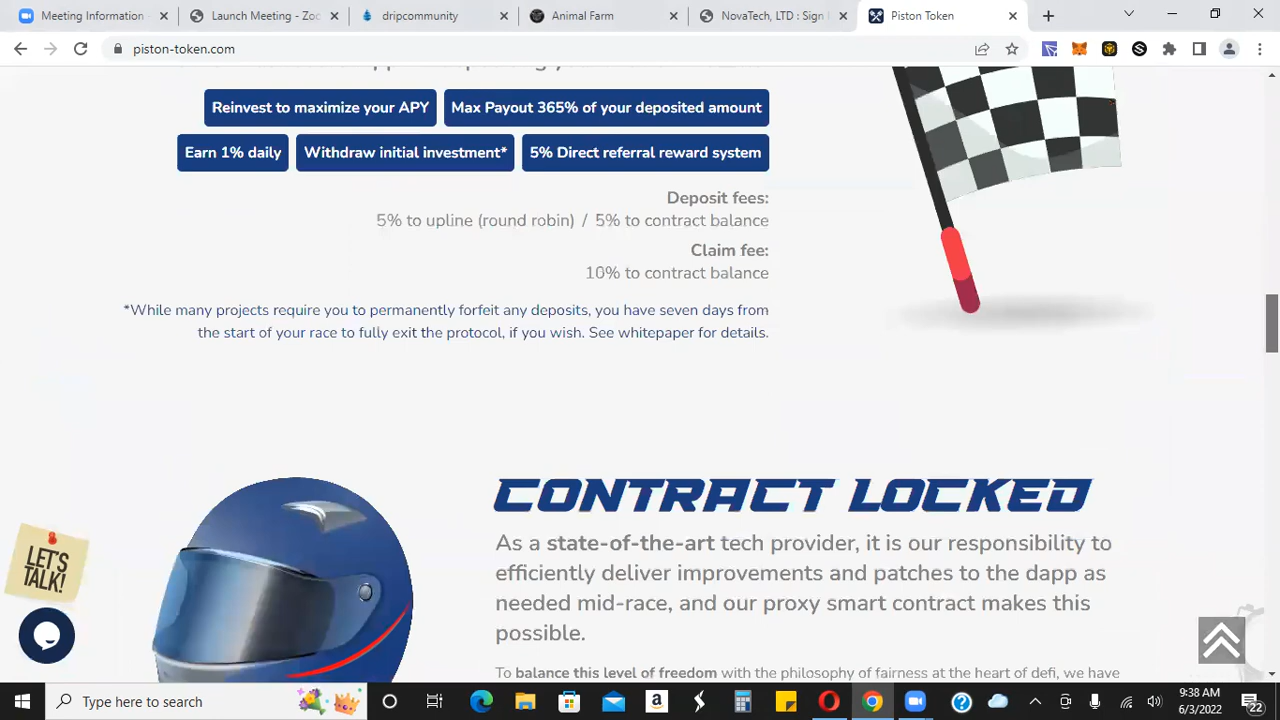 Meeting Information
Launch Meeting - Zoo
dripcommunity
Animal Farm
NovaTech, LTD : Sign
Piston Token
piston-token.com
Reinvest to maximize your APY
Max Payout 365% of your deposited amount
Earn 1% daily
Withdraw initial investment*
5% Direct referral reward system
Deposit fees:
5% to upline (round robin) / 5% to contract balance
Claim fee:
10% to contract balance
*While many projects require you to permanently forfeit any deposits, you have seven days from
the start of your race to fully exit the protocol, if you wish. See whitepaper for details.
CONTRACT LOCKED
As a state-of-the-art tech provider, it is our responsibility to
efficiently deliver improvements and patches to the dapp as
needed mid-race, and our proxy smart contract makes this
possible.
To balance this level of freedom with the philosophy of fairness at the heart of defi, we have
LET'S
TALK!
Type here to search
9:38 AM
6/3/2022
22